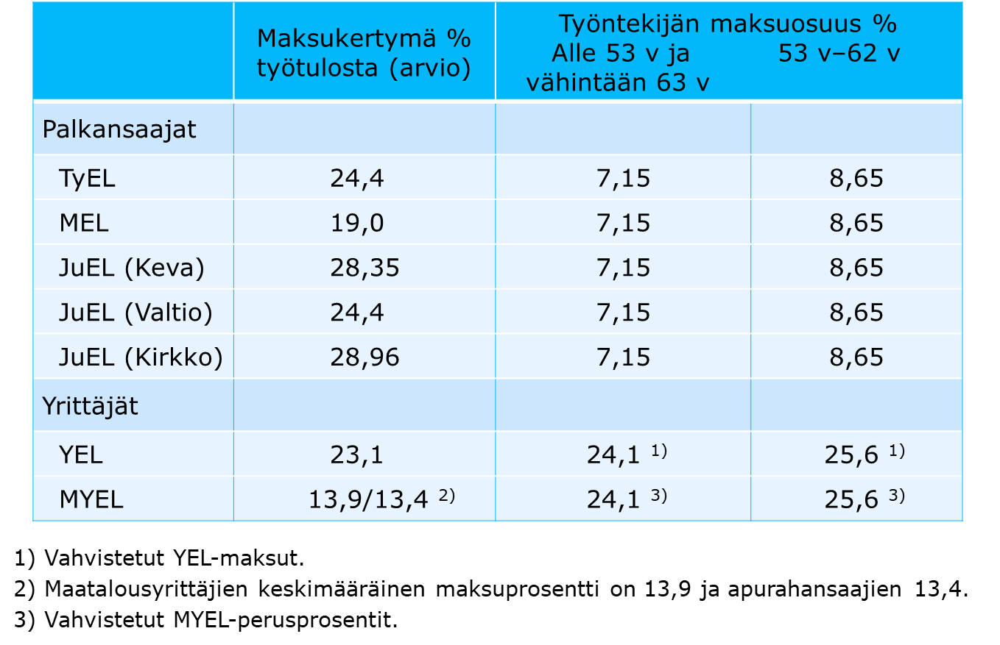 Maksukertymä %
työtulosta (arvio)
Työntekijän maksuosuus %
Alle 53 v ja 53 v–62 v
vähintään 63 v
Palkansaajat
TyEL 24,4 7,15 8,65
MEL 19,0 7,15 8,65
JuEL (Keva) 28,35 7,15 8,65
JuEL (Valtio) 24,4 7,15 8,65
JuEL (Kirkko) 28,96 7,15 8,65
Yrittäjät
YEL 23,1 24,1 1) 25,6 1)
MYEL 13,9/13,4 2) 24,1 3) 25,6 3)
1) Vahvistetut YEL-maksut.
2) Maatalousyrittäjien keskimääräinen maksuprosentti on 13,9 ja apurahansaajien 13,4.
3) Vahvistetut MYEL-perusprosentit.